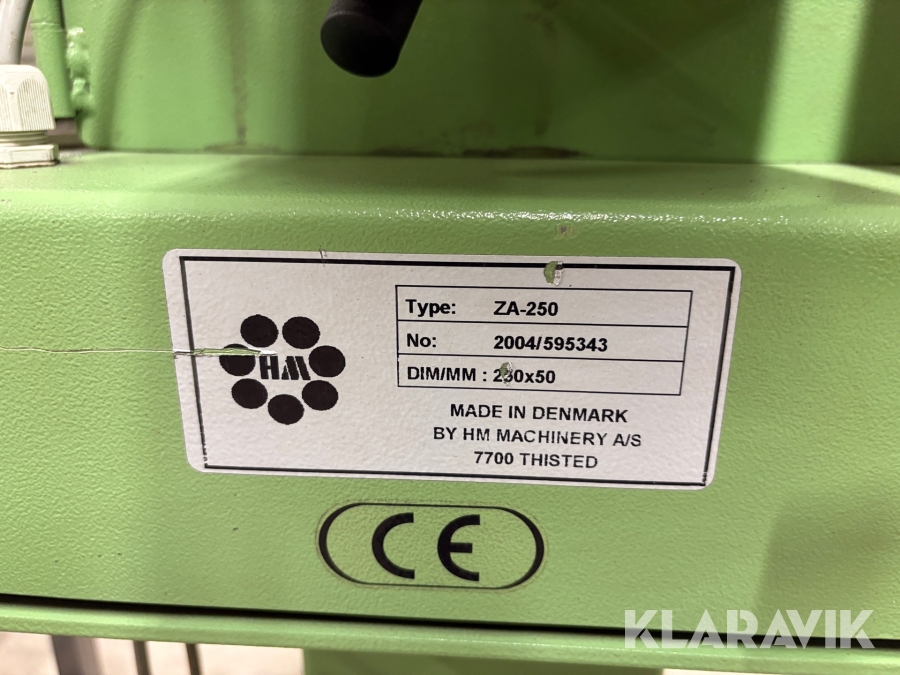 HM
Type: ZA-250
No: 2004/595343
DIM/MM : 250x50
MADE IN DENMARK
BY HM MACHINERY A/S
7700 THISTED
CE
KLARAVIK